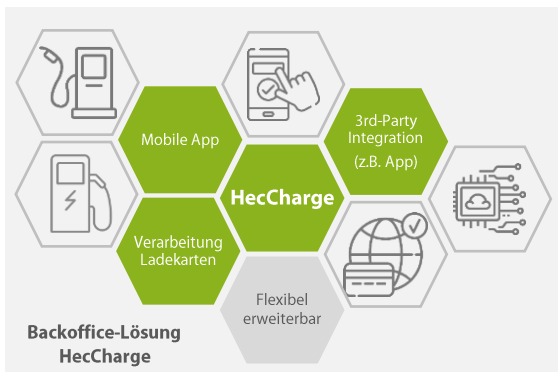 Mobile App
3rd-Party
Integration
(z.B. App)
HecCharge
Verarbeitung
Ladekarten
Flexibel
erweiterbar
Backoffice-Lösung
HecCharge